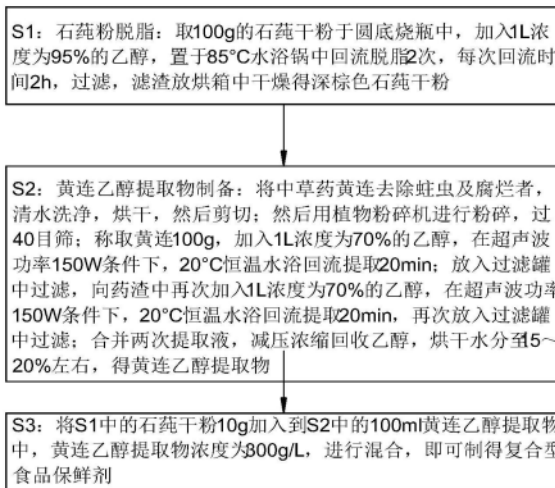 S1：石莼粉脱脂：取100g的石莼干粉于圆底烧瓶中，加入1L浓
度为95%的乙醇，置于85°C水浴锅中回流脱脂2次，每次回流时
间2h，过滤，滤渣放烘箱中干燥得深棕色石莼干粉
S2：黄连乙醇提取物制备：将中草药黄连去除蛀虫及腐烂者，
清水洗净，烘干，然后剪切；然后用植物粉碎机进行粉碎，过
40目筛；称取黄连100g，加入1L浓度为70%的乙醇，在超声波
功率150W条件下，20°C恒温水浴回流提取20min；放入过滤罐
中过滤，向药渣中再次加入1L浓度为70%的乙醇，在超声波功率
150W条件下，20°C恒温水浴回流提取20min，再次放入过滤罐
中过滤；合并两次提取液，减压浓缩回收乙醇，烘干水分至15～
20%左右，得黄连乙醇提取物
S3：将S1中的石莼干粉10g加入到S2中的100ml黄连乙醇提取物
中，黄连乙醇提取物浓度为300g/L，进行混合，即可制得复合型
食品保鲜剂